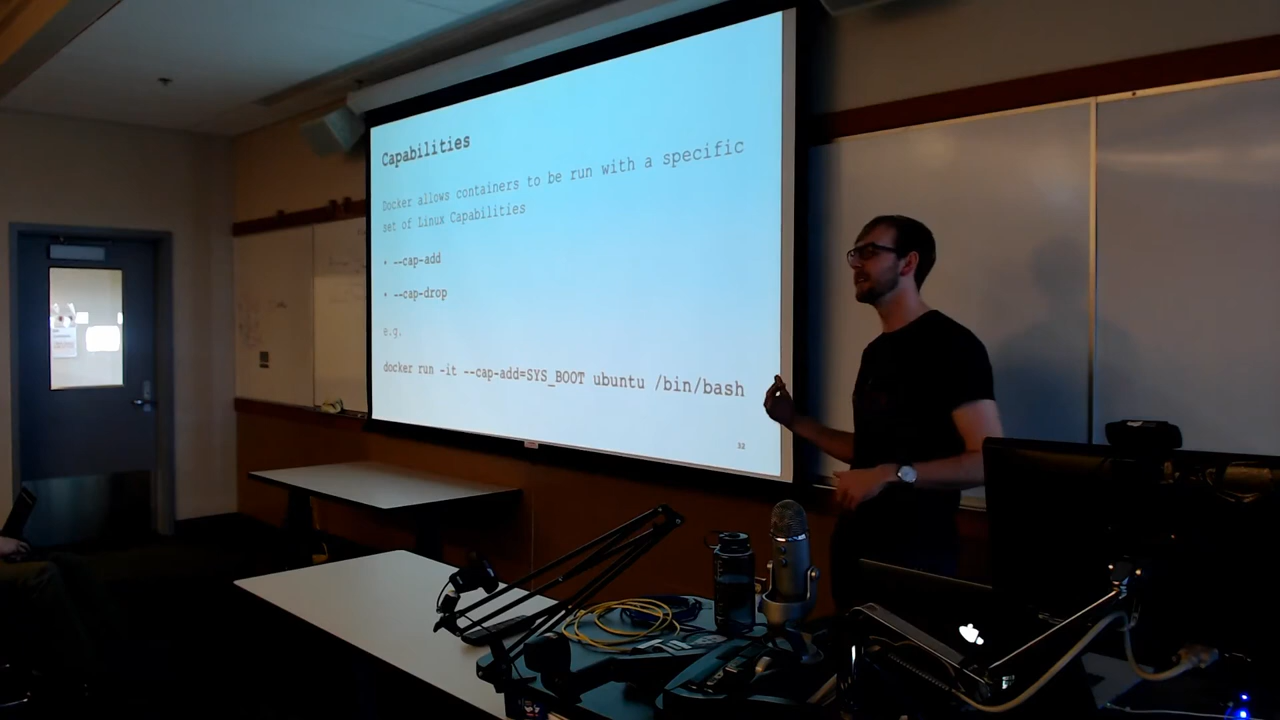 Capabilities
Docker allows containers to be run with a specific
set of Linux Capabilities
• --cap-add
• --cap-drop
e.g.
docker run -it --cap-add=SYS_BOOT ubuntu /bin/bash
32